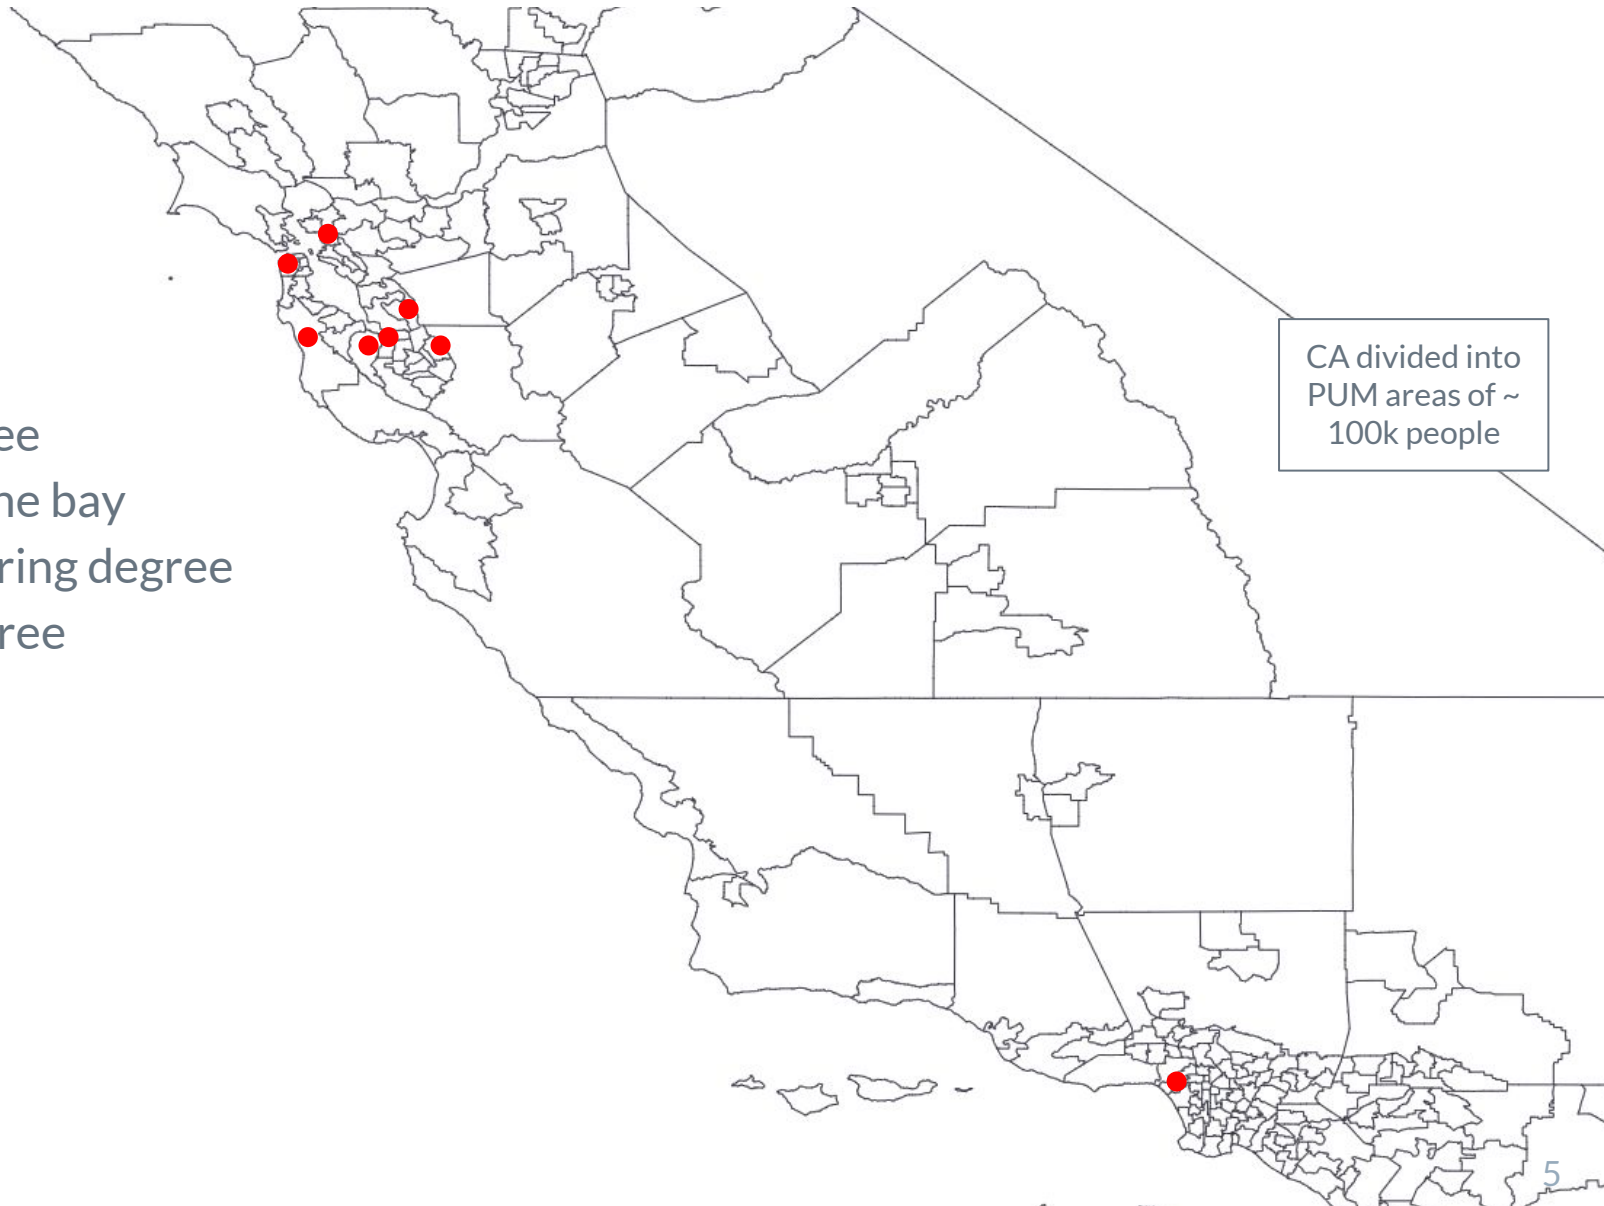 ee
ne bay
ring degree
ree
CA divided into
PUM areas of ~
100k people
5